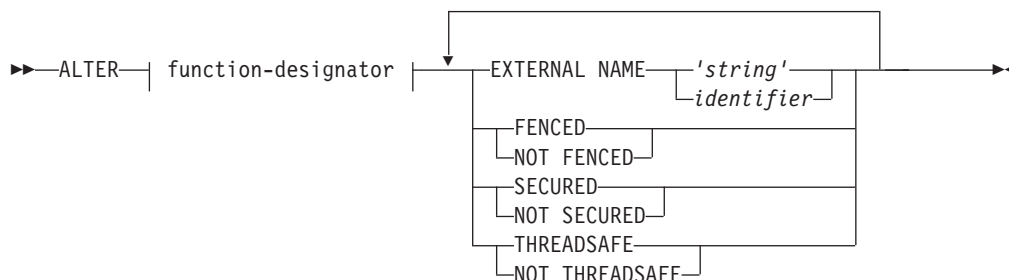 ALTER function-designator EXTERNAL NAME 'string'
identifier
FENCED
NOT FENCED
SECURED
NOT SECURED
THREADSAFE
NOT THREADSAFE